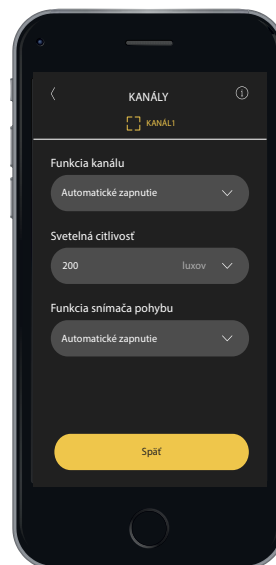 KANÁLY
KANÁL1
Funkcia kanálu
Automatické zapnutie
Svetelná citlivosť
200 luxov
Funkcia snímača pohybu
Automatické zapnutie
Späť